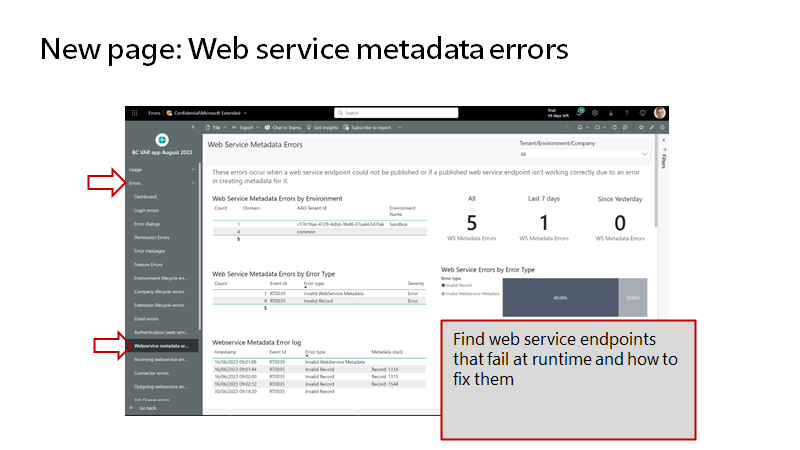 New page: Web service metadata errors
Errors
Confidential\Microsoft Extended
Search
Trial:
59 days left
File
Export
Chat in Teams
Get insights
Subscribe to report
BC VAR app August 2023
Usage
Errors
Dashboard
Login errors
Error dialogs
Permission Errors
Error messages
Feature Errors
Environment lifecycle err...
Company lifecycle errors
Extension lifecycle errors
Email errors
Authentication (web serv...
Webservice metadata er...
Incoming webservice err...
Connector errors
Outgoing webservice err...
Job Queue errors
Go back
Web Service Metadata Errors
Tenant/Environment/Company
All
Filters
These errors occur when a web service endpoint could not be published or if a published web service endpoint isn't working correctly due to an error
in creating metadata for it.
Web Service Metadata Errors by Environment
Count Domain AAD Tenant Id Environment
Name
1 Sandbox
4 common
5
All Last 7 days Since Yesterday
5 1 0
WS Metadata Errors WS Metadata Errors WS Metadata Errors
Web Service Metadata Errors by Error Type
Count Event Id Error type Severity
1 RT0039 Invalid WebService Metadata Error
4 RT0035 Invalid Record Error
5
Web Service Errors by Error Type
Error type
Invalid Record
Invalid WebService Metadata
80.00% 20.00%
Webservice Metadata Error log
timestamp Event Id Error type Metadata stack
16/06/2023 09:01:06 RT0039 Invalid WebService Metadata
16/06/2023 09:01:44 RT0035 Invalid Record Record: 1314
16/06/2023 09:02:00 RT0035 Invalid Record Record: 1315
16/06/2023 09:02:12 RT0035 Invalid Record Record: 1544
30/06/2023 09:14:30 RT0035 Invalid Record
Find web service endpoints
that fail at runtime and how to
fix them